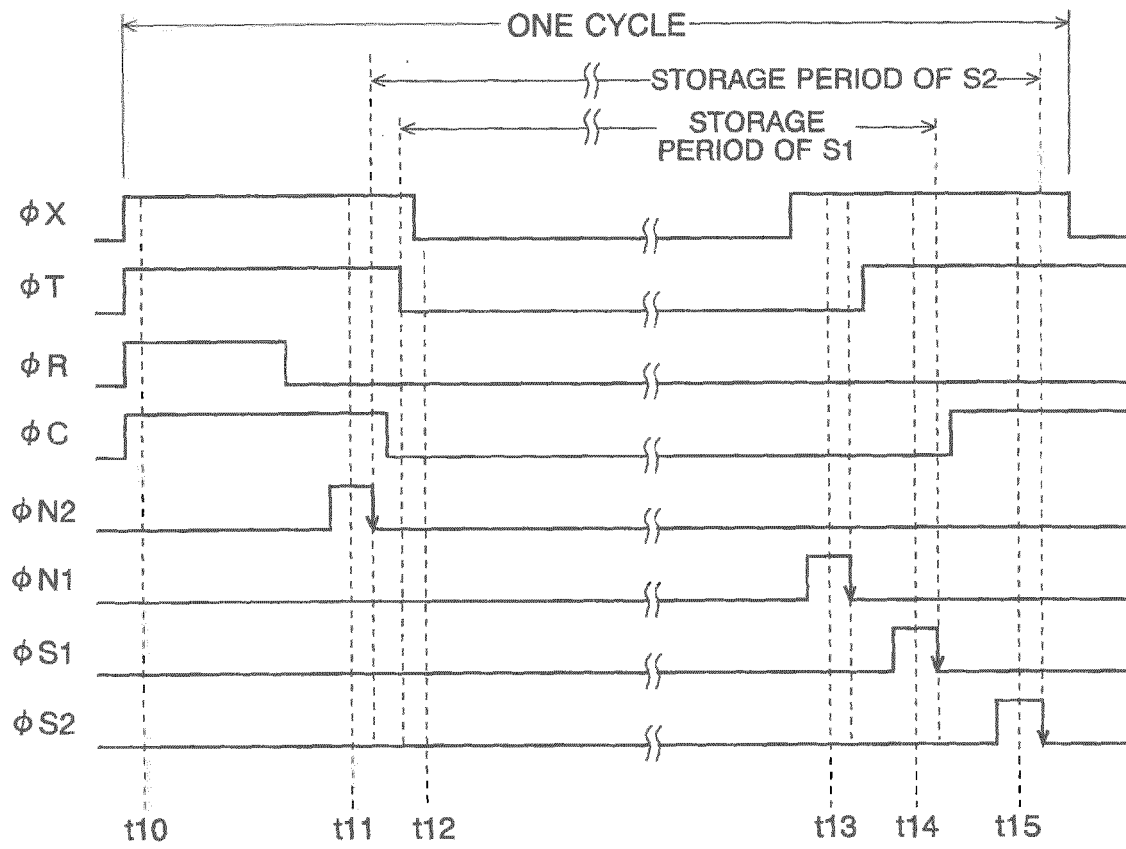 ONE CYCLE
STORAGE PERIOD OF S2
STORAGE
PERIOD OF S1
φX
φT
φR
φC
φN2
φN1
φS1
φS2
t10 t11 t12 t13 t14 t15